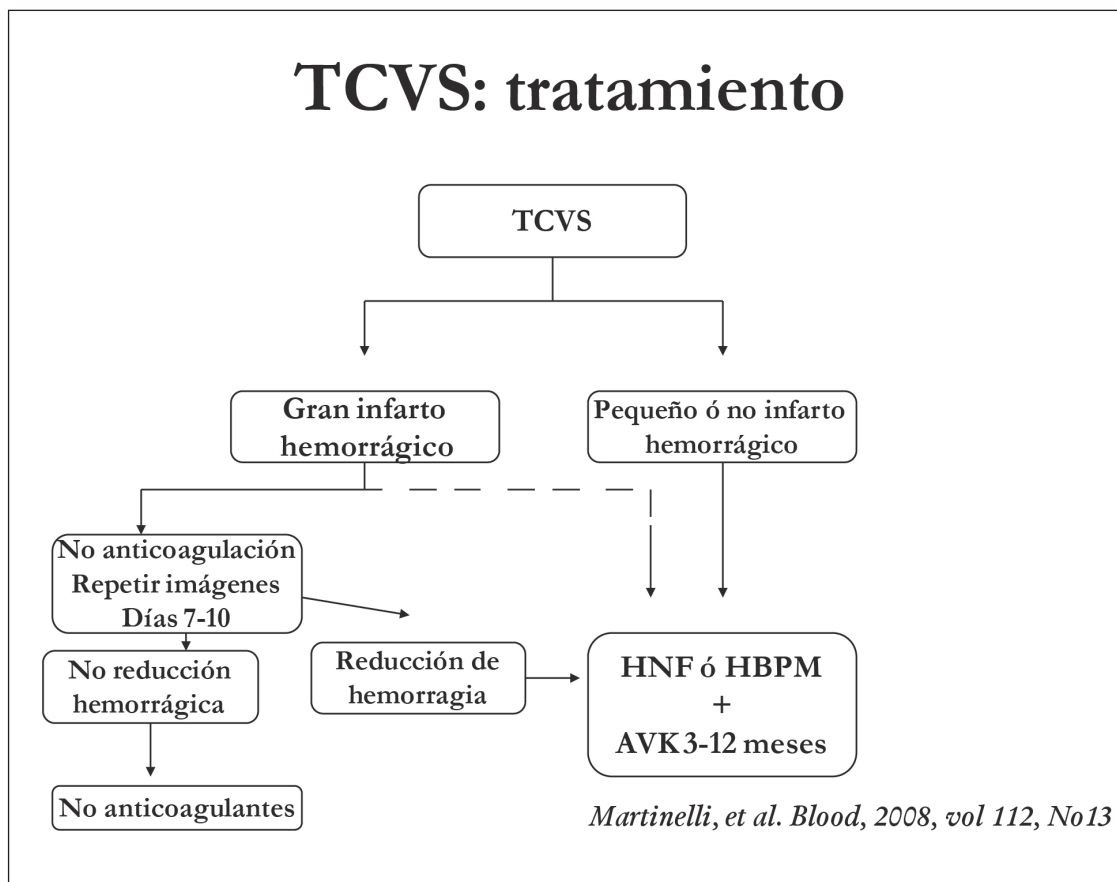 TCVS: tratamiento
TCVS
Gran infarto
hemorrágico
Pequeño ó no infarto
hemorrágico
No anticoagulación
Repetir imágenes
Días 7-10
No reducción
hemorrágica
Reducción de
hemorragia
HNF ó HBPM
+
AVK 3-12 meses
No anticoagulantes
Martinelli, et al. Blood, 2008, vol 112, No13